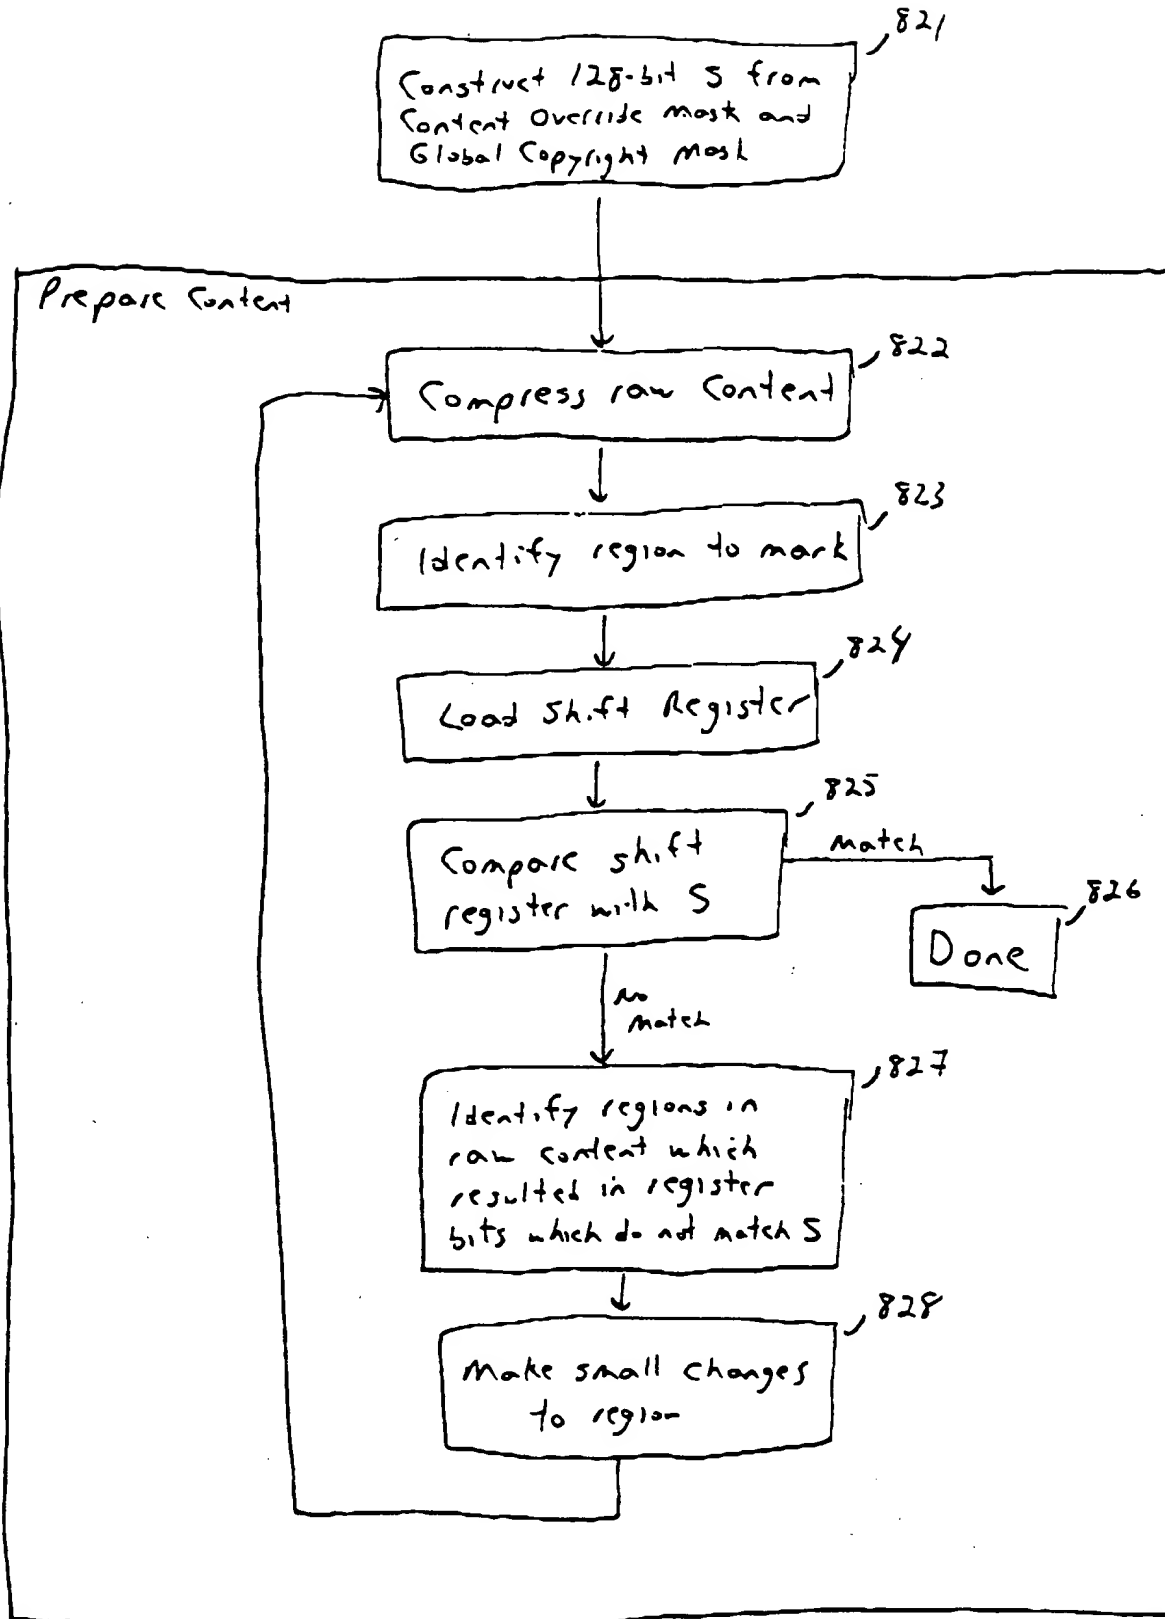 821
Construct 128-bit S from
Content Override Mask and
Global Copyright Mask
Prepare Content
822
Compress raw Content
823
Identify region to mark
824
Load Shift Register
825
Compare shift
register with S
Match
826
Done
No
Match
827
Identify regions in
raw content which
resulted in register
bits which do not match S
828
Make small changes
to region